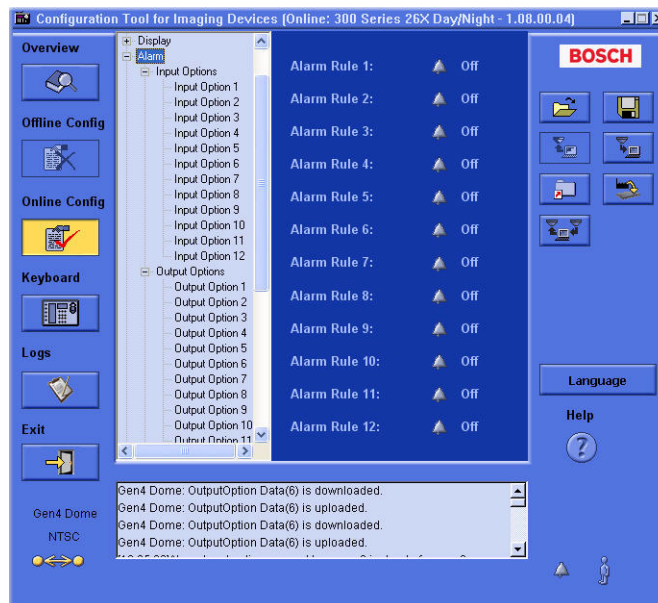 Configuration Tool for Imaging Devices (Online: 300 Series 26X Day/Night - 1.08.00.04)
Overview
Offline Config
Online Config
Keyboard
Logs
Exit
Gen4 Dome
NTSC
Display
Alarm
Input Options
Input Option 1
Input Option 2
Input Option 3
Input Option 4
Input Option 5
Input Option 6
Input Option 7
Input Option 8
Input Option 9
Input Option 10
Input Option 11
Input Option 12
Output Options
Output Option 1
Output Option 2
Output Option 3
Output Option 4
Output Option 5
Output Option 6
Output Option 7
Output Option 8
Output Option 9
Output Option 10
Output Option 11
Alarm Rule 1: Off
Alarm Rule 2: Off
Alarm Rule 3: Off
Alarm Rule 4: Off
Alarm Rule 5: Off
Alarm Rule 6: Off
Alarm Rule 7: Off
Alarm Rule 8: Off
Alarm Rule 9: Off
Alarm Rule 10: Off
Alarm Rule 11: Off
Alarm Rule 12: Off
BOSCH
Language
Help
Gen4 Dome: OutputOption Data(6) is downloaded.
Gen4 Dome: OutputOption Data(6) is uploaded.
Gen4 Dome: OutputOption Data(6) is downloaded.
Gen4 Dome: OutputOption Data(6) is uploaded.